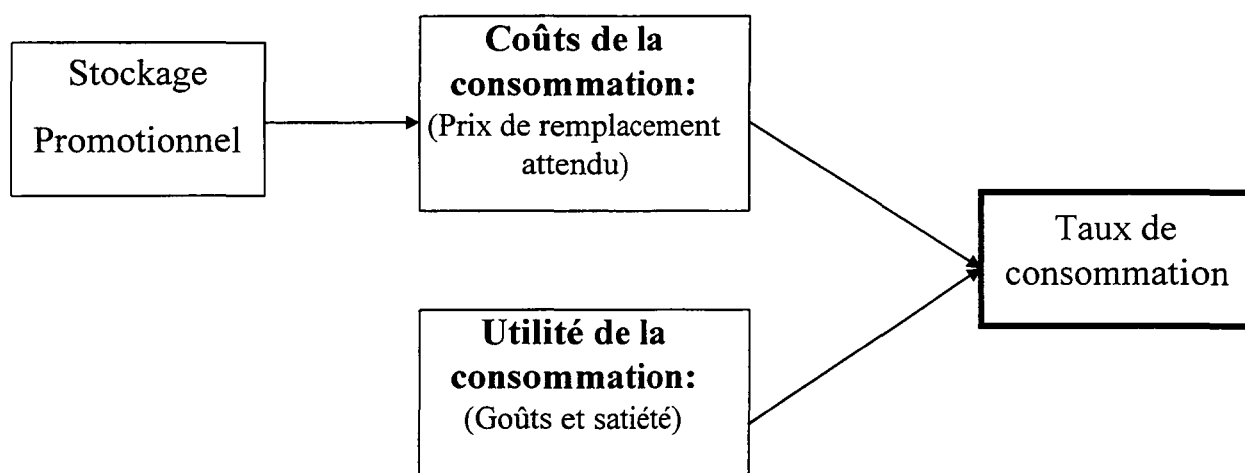 Stockage
Promotionnel
Coûts de la
consommation:
(Prix de remplacement
attendu)
Utilité de la
consommation:
(Goûts et satiété)
Taux de
consommation